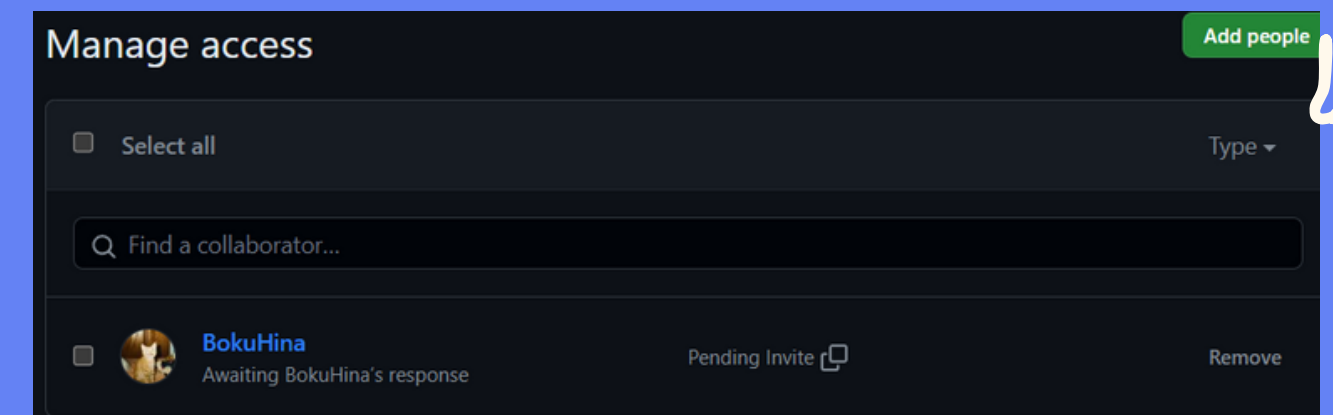 Manage access
Add people
Select all
Type
Find a collaborator...
BokuHina
Awaiting BokuHina's response
Pending Invite
Remove